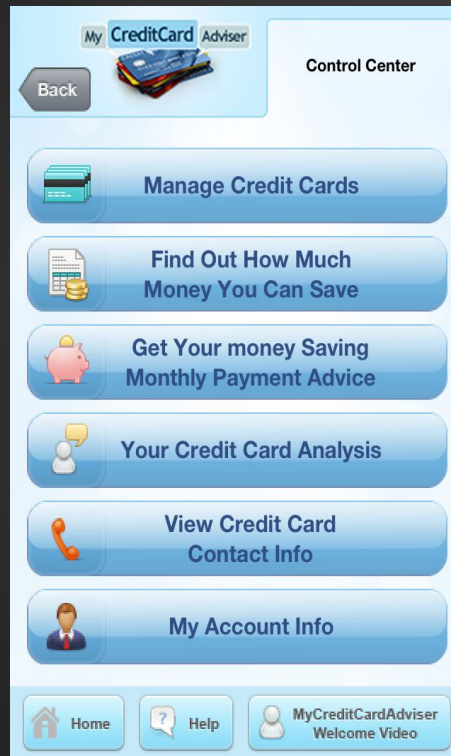 My CreditCard Adviser
Back
Control Center
Manage Credit Cards
Find Out How Much
Money You Can Save
Get Your money Saving
Monthly Payment Advice
Your Credit Card Analysis
View Credit Card
Contact Info
My Account Info
Home
? Help
MyCreditCardAdviser
Welcome Video